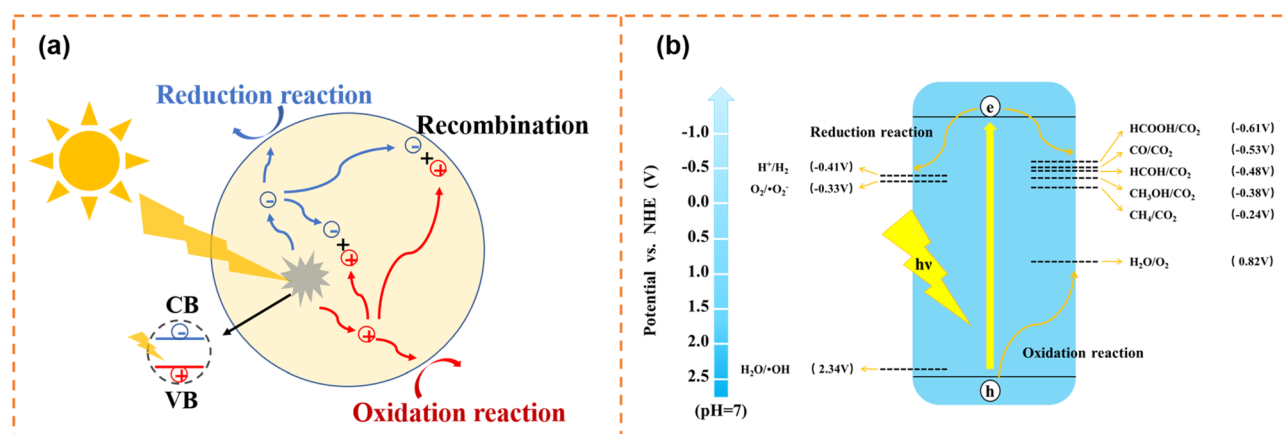 (a)
Reduction reaction
Recombination
CB
VB
Oxidation reaction
(b)
Potential vs. NHE (V)
-1.0
-0.5
0.0
0.5
1.0
1.5
2.0
2.5
(pH=7)
e
Reduction reaction
H⁺/H₂ (-0.41V)
O₂/•O₂⁻ (-0.33V)
HCOOH/CO₂ (-0.61V)
CO/CO₂ (-0.53V)
HCOH/CO₂ (-0.48V)
CH₃OH/CO₂ (-0.38V)
CH₄/CO₂ (-0.24V)
hν
H₂O/O₂ ( 0.82V)
Oxidation reaction
H₂O/•OH ( 2.34V)
h